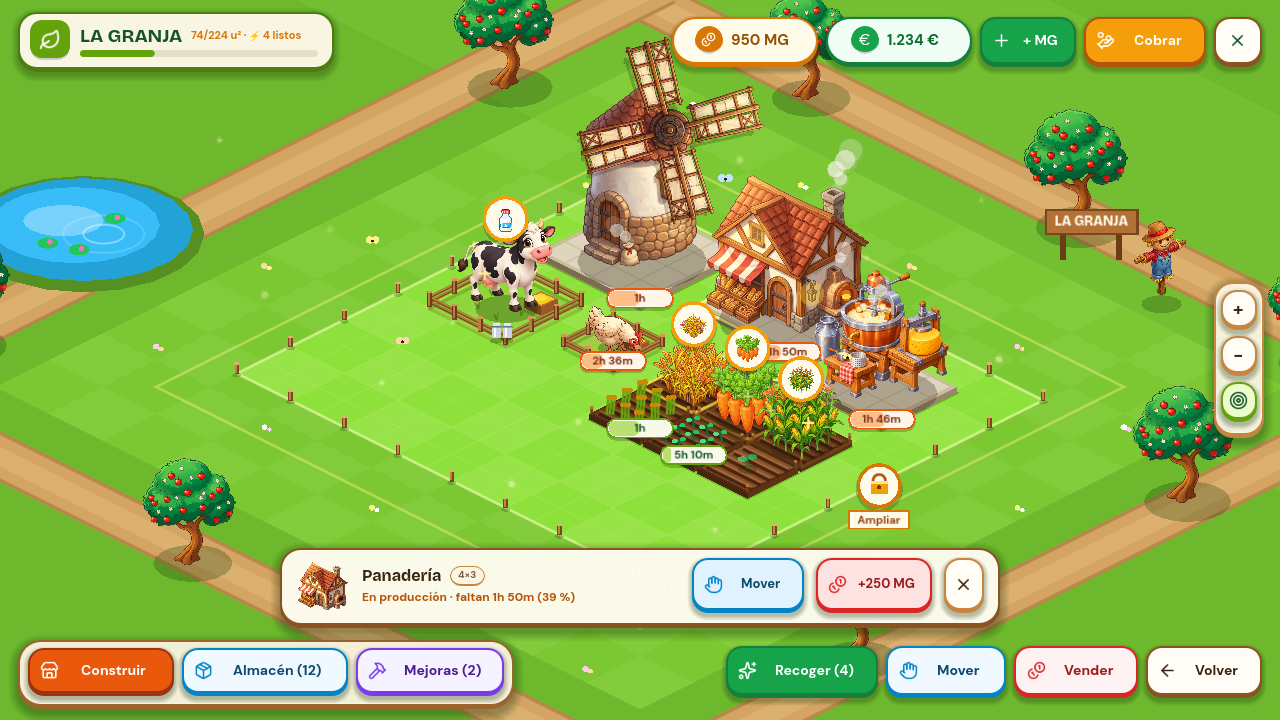 LA GRANJA
74/224 u² · ⚡ 4 listos
950 MG
1.234 €
+ MG
Cobrar
LA GRANJA
1h
2h 36m
1h 50m
1h 46m
1h
5h 10m
Ampliar
Panadería
4×3
En producción · faltan 1h 50m (39 %)
Mover
+250 MG
Construir
Almacén (12)
Mejoras (2)
Recoger (4)
Mover
Vender
Volver